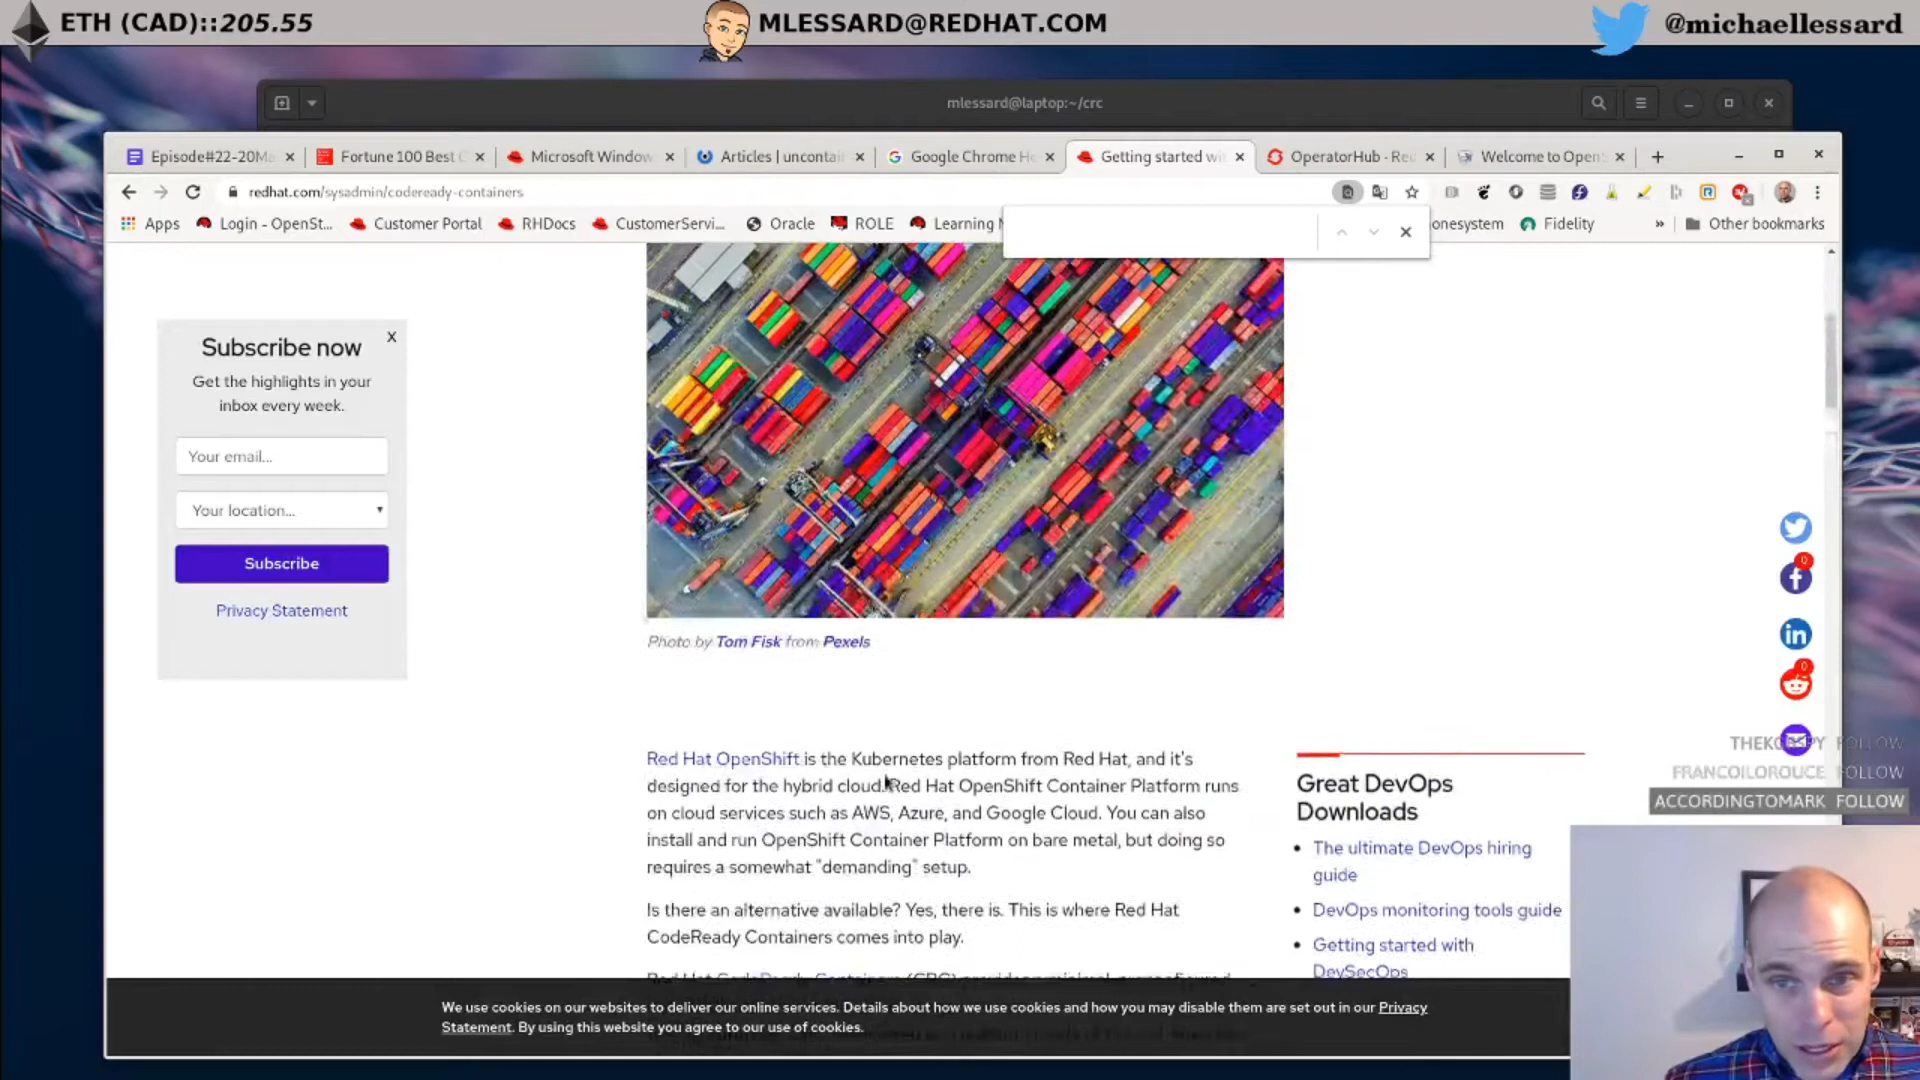 ETH (CAD)::205.55
MLESSARD@REDHAT.COM
@michaellessard
mlessard@laptop:~/crc
Episode#22-20Ma
Fortune 100 Best C
Microsoft Window
Articles | uncontai
Google Chrome He
Getting started wi
OperatorHub - Re
Welcome to Open
redhat.com/sysadmin/codeready-containers
Apps
Login - OpenSt...
Customer Portal
RHDocs
CustomerServi...
Oracle
ROLE
Learning
onesystem
Fidelity
»
Other bookmarks
Subscribe now
X
Get the highlights in your
inbox every week.
Your email...
Your location...
Subscribe
Privacy Statement
Photo by Tom Fisk from Pexels
0
0
Red Hat OpenShift is the Kubernetes platform from Red Hat, and it's
designed for the hybrid cloud. Red Hat OpenShift Container Platform runs
on cloud services such as AWS, Azure, and Google Cloud. You can also
install and run OpenShift Container Platform on bare metal, but doing so
requires a somewhat "demanding" setup.
Is there an alternative available? Yes, there is. This is where Red Hat
CodeReady Containers comes into play.
Great DevOps
Downloads
• The ultimate DevOps hiring
guide
• DevOps monitoring tools guide
• Getting started with
DevSecOps
FOLLOW
FRANCOILOROUCE FOLLOW
ACCORDINGTOMARK FOLLOW
We use cookies on our websites to deliver our online services. Details about how we use cookies and how you may disable them are set out in our Privacy
Statement. By using this website you agree to our use of cookies.